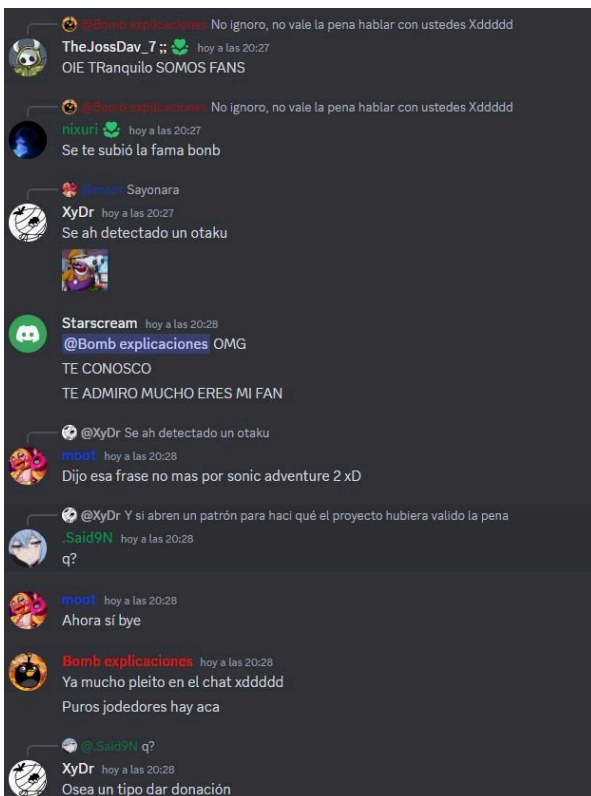 @Bomb explicaciones No ignoro, no vale la pena hablar con ustedes Xddddd
TheJossDav_7 ;; hoy a las 20:27
OIE TRanquilo SOMOS FANS
@Bomb explicaciones No ignoro, no vale la pena hablar con ustedes Xddddd
nixuri hoy a las 20:27
Se te subió la fama bonb
@moot Sayonara
XyDr hoy a las 20:27
Se ah detectado un otaku
Starscream hoy a las 20:28
@Bomb explicaciones OMG
TE CONOSCO
TE ADMIRO MUCHO ERES MI FAN
@XyDr Se ah detectado un otaku
moot hoy a las 20:28
Dijo esa frase no mas por sonic adventure 2 xD
@XyDr Y si abren un patrón para haci qué el proyecto hubiera valido la pena
.Said9N hoy a las 20:28
q?
moot hoy a las 20:28
Ahora sí bye
Bomb explicaciones hoy a las 20:28
Ya mucho pleito en el chat xddddd
Puros jodedores hay aca
@.Said9N q?
XyDr hoy a las 20:28
Osea un tipo dar donación